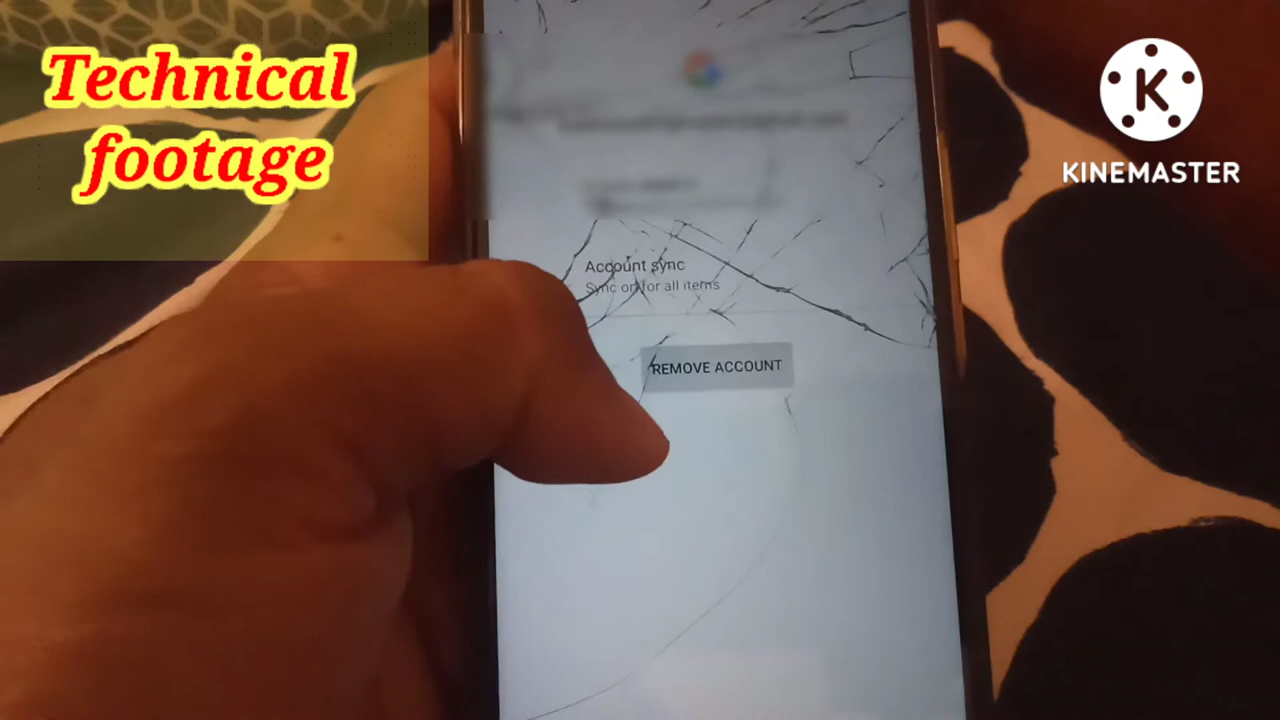 Technical
footage
K
KINEMASTER
Account sync
Sync on for all items
REMOVE ACCOUNT